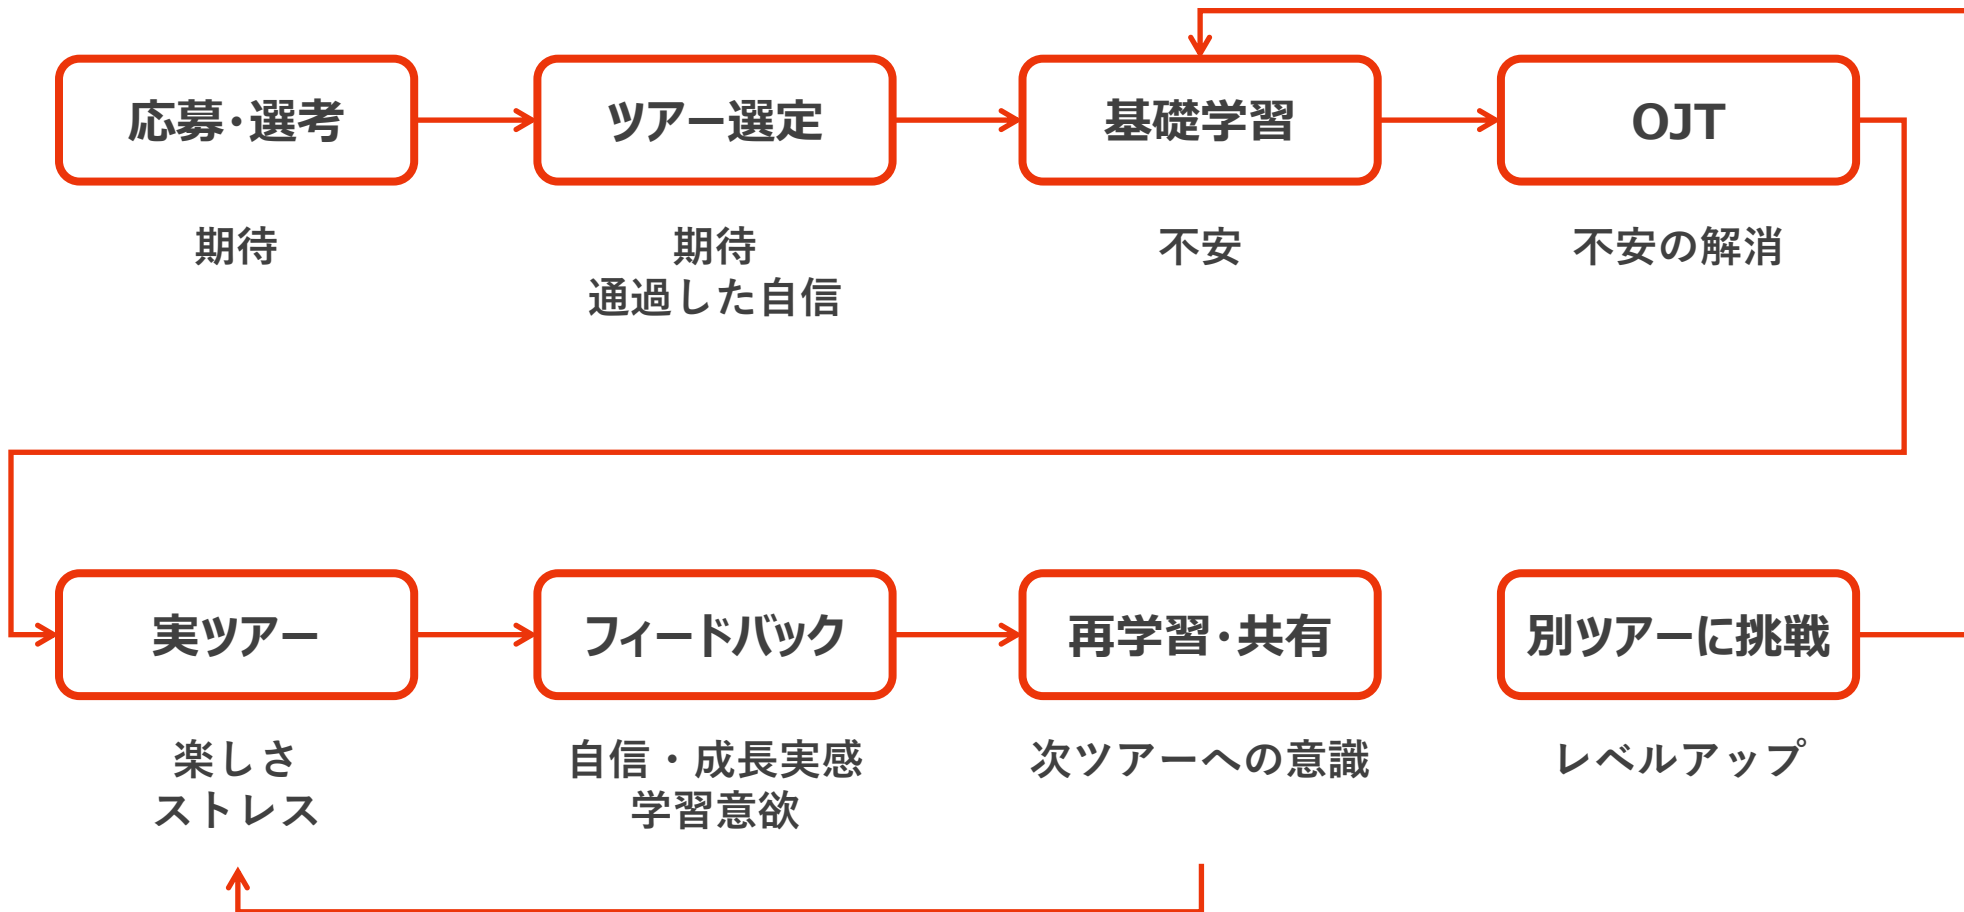 応募・選考
ツアー選定
基礎学習
OJT
期待
期待
通過した自信
不安
不安の解消
実ツアー
フィードバック
再学習・共有
別ツアーに挑戦
楽しさ
ストレス
自信・成長実感
学習意欲
次ツアーへの意識
レベルアップ